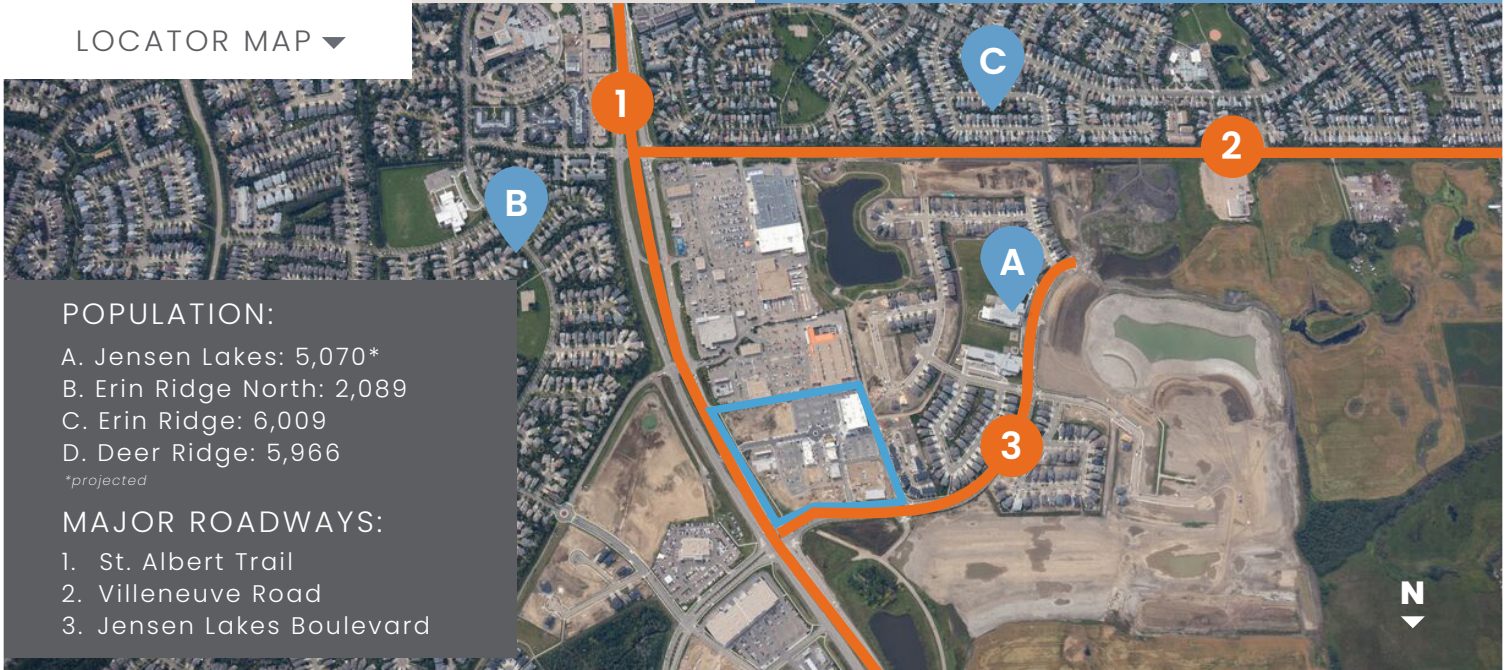 LOCATOR MAP
1
C
2
B
A
3
POPULATION:
A. Jensen Lakes: 5,070*
B. Erin Ridge North: 2,089
C. Erin Ridge: 6,009
D. Deer Ridge: 5,966
*projected
MAJOR ROADWAYS:
1. St. Albert Trail
2. Villeneuve Road
3. Jensen Lakes Boulevard
N